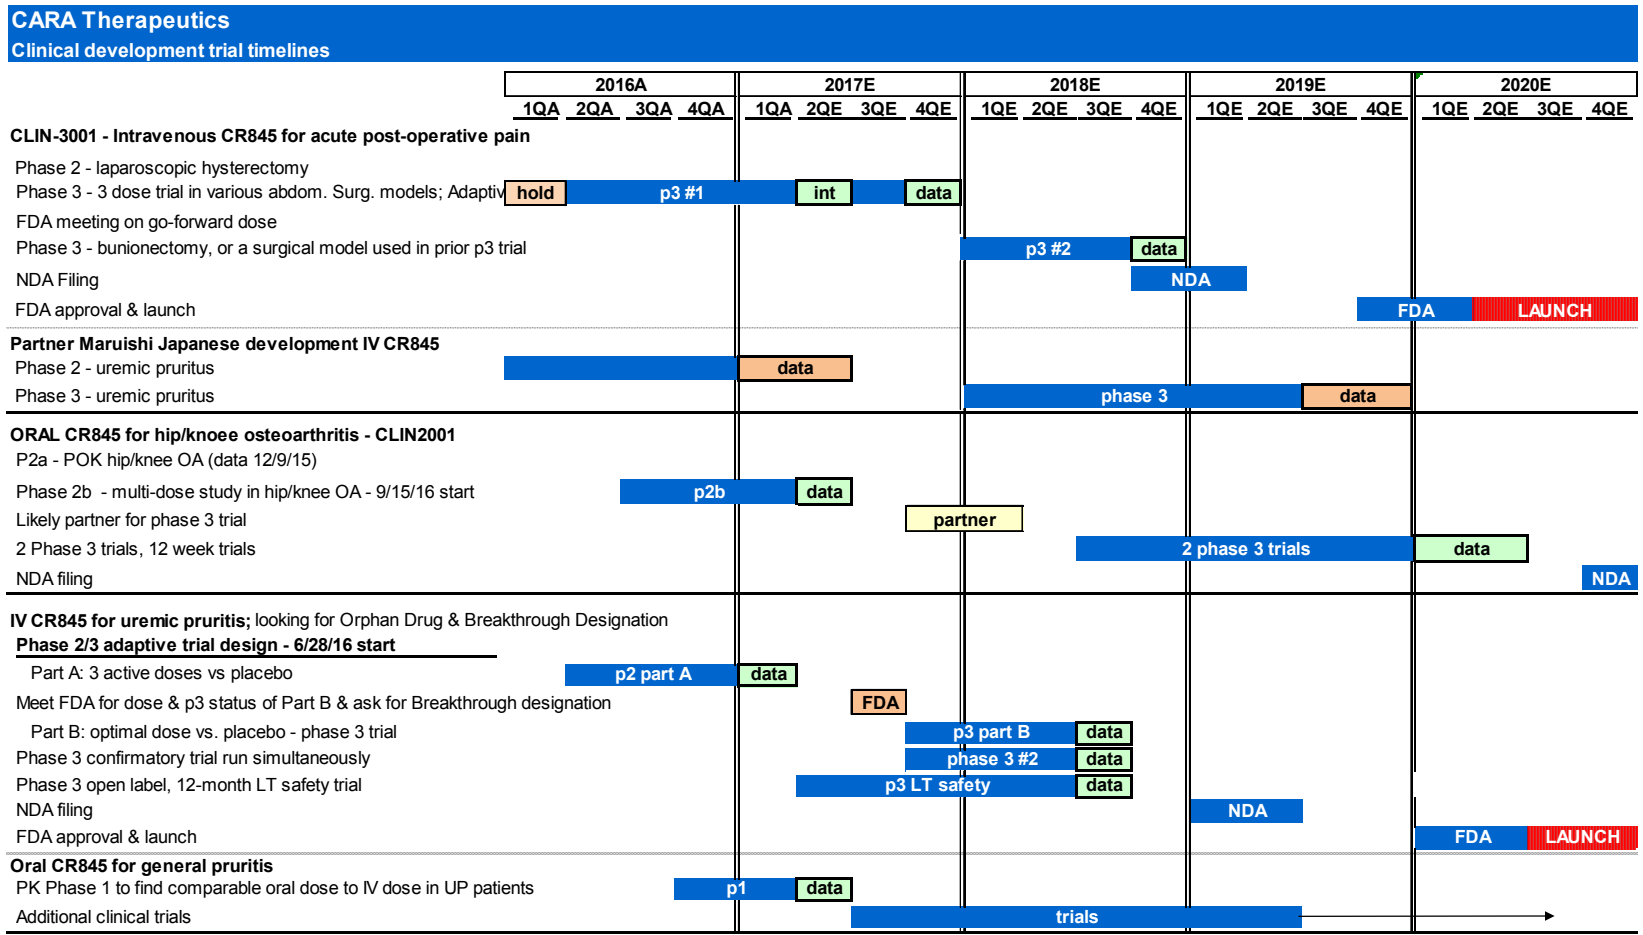 CARA Therapeutics
Clinical development trial timelines
2016A 2017E 2018E 2019E 2020E
1QA 2QA 3QA 4QA 1QA 2QE 3QE 4QE 1QE 2QE 3QE 4QE 1QE 2QE 3QE 4QE 1QE 2QE 3QE 4QE
CLIN-3001 - Intravenous CR845 for acute post-operative pain
Phase 2 - laparoscopic hysterectomy
Phase 3 - 3 dose trial in various abdom. Surg. models; Adaptiv hold p3 #1 int data
FDA meeting on go-forward dose
Phase 3 - bunionectomy, or a surgical model used in prior p3 trial p3 #2 data
NDA Filing NDA
FDA approval & launch FDA LAUNCH
Partner Maruishi Japanese development IV CR845
Phase 2 - uremic pruritus data
Phase 3 - uremic pruritus phase 3 data
ORAL CR845 for hip/knoee osteoarthritis - CLIN2001
P2a - POK hip/knee OA (data 12/9/15)
Phase 2b - multi-dose study in hip/knee OA - 9/15/16 start p2b data
Likely partner for phase 3 trial partner
2 Phase 3 trials, 12 week trials 2 phase 3 trials data
NDA filing NDA
IV CR845 for uremic pruritis; looking for Orphan Drug & Breakthrough Designation
Phase 2/3 adaptive trial design - 6/28/16 start
Part A: 3 active doses vs placebo p2 part A data
Meet FDA for dose & p3 status of Part B & ask for Breakthrough designation FDA
Part B: optimal dose vs. placebo - phase 3 trial p3 part B data
Phase 3 confirmatory trial run simultaneously phase 3 #2 data
Phase 3 open label, 12-month LT safety trial p3 LT safety data
NDA filing NDA
FDA approval & launch FDA LAUNCH
Oral CR845 for general pruritis
PK Phase 1 to find comparable oral dose to IV dose in UP patients p1 data
Additional clinical trials trials